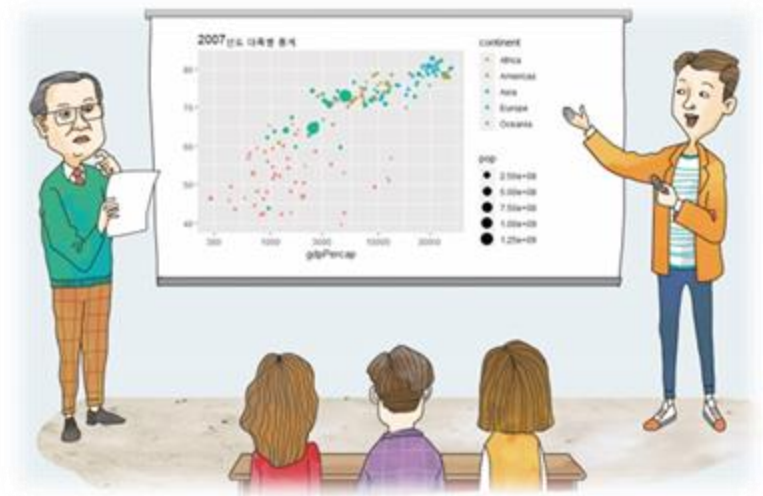 2007년도 대륙별 통계
continent
Africa
Americas
Asia
Europe
Oceania
pop
2.50e+08
5.00e+08
7.50e+08
1.00e+09
1.25e+09
80
70
60
50
40
300
1000
3000
10000
30000
gdpPercap